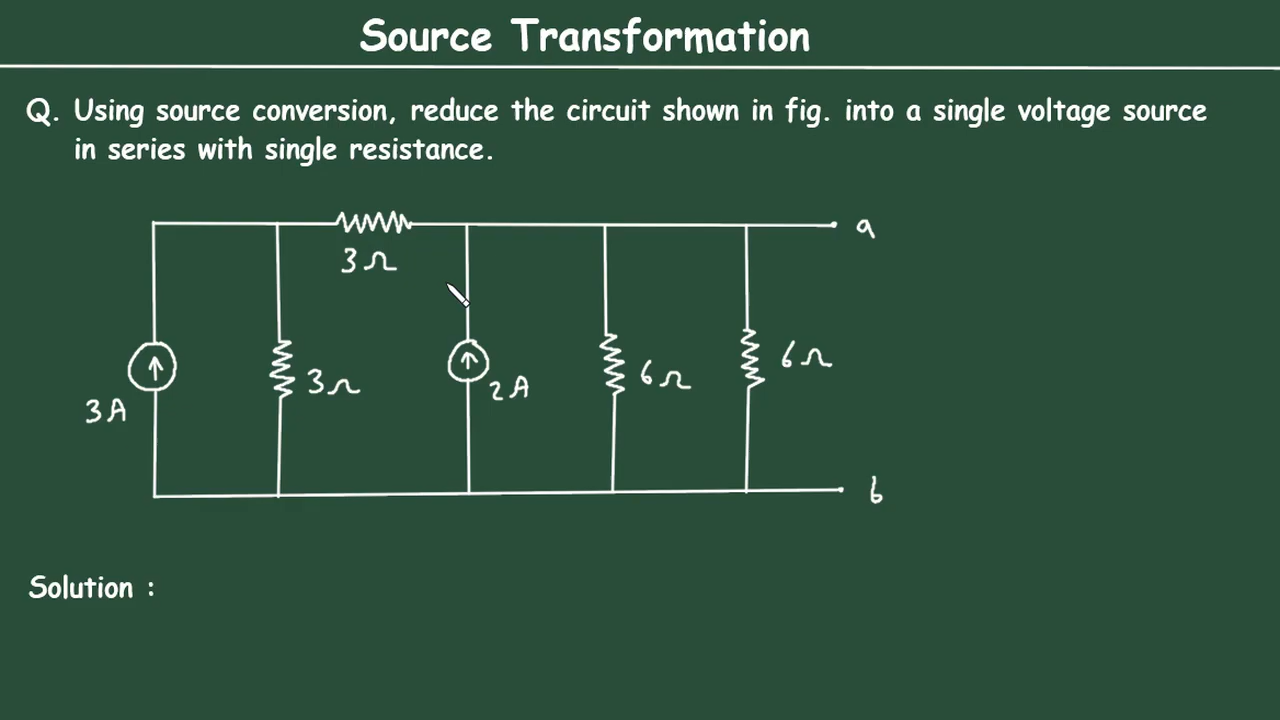 Source Transformation
Q. Using source conversion, reduce the circuit shown in fig. into a single voltage source
in series with single resistance.
a
3Ω
3A
3Ω
2A
6Ω
6Ω
b
Solution :